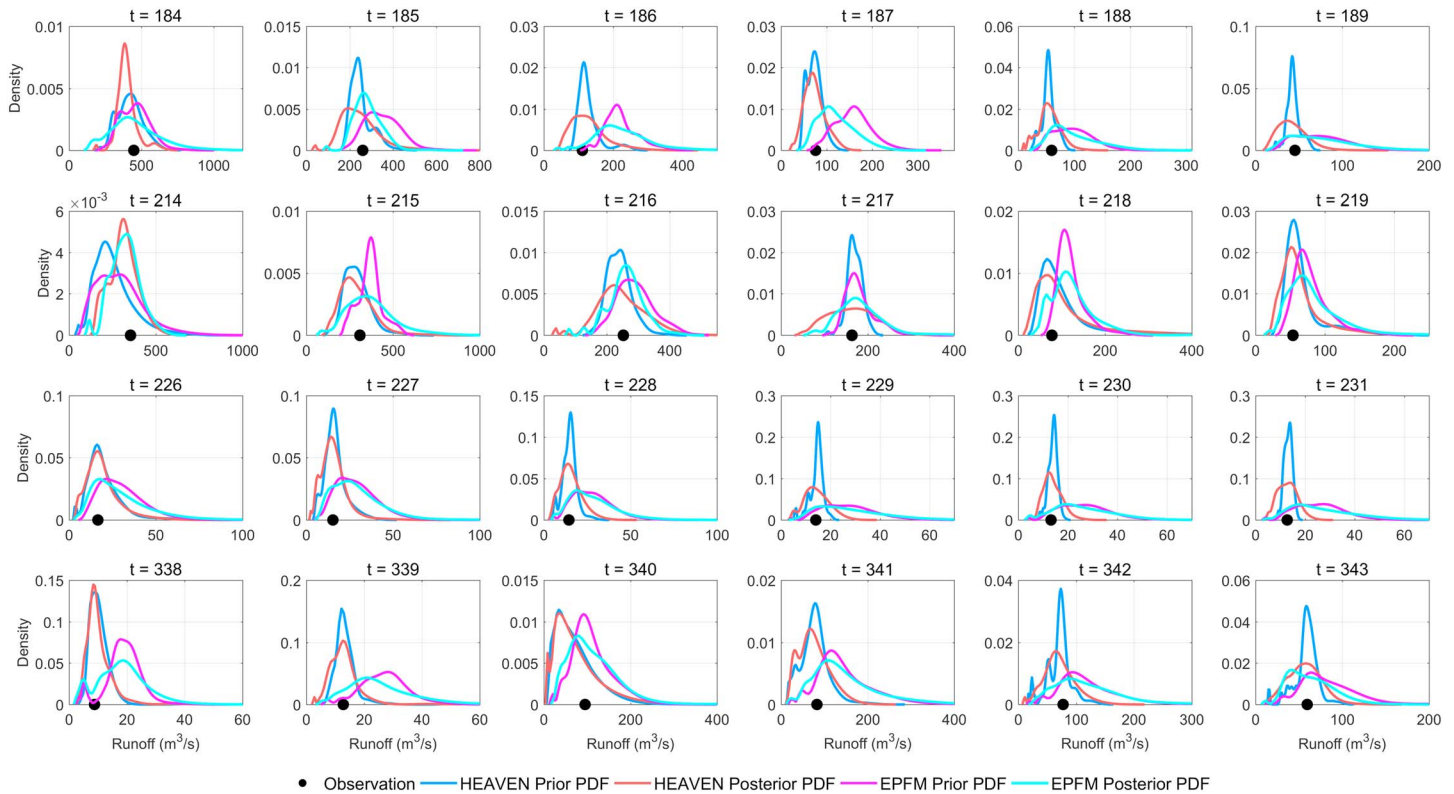 t = 184 t = 185 t = 186 t = 187 t = 188 t = 189
0.01 0.015 0.03 0.03 0.06 0.1
0.01 0.02 0.02 0.04
0.005 0.05
0.005 0.01 0.01 0.02
0 0 0 0 0 0
0 500 1000 0 200 400 600 800 0 200 400 0 100 200 300 0 100 200 300 0 100 200
Density
t = 214 t = 215 t = 216 t = 217 t = 218 t = 219
×10⁻³
6 0.01 0.015 0.03 0.02 0.03
4 0.01 0.02 0.02
0.005 0.01
2 0.005 0.01 0.01
0 0 0 0 0 0
0 500 1000 0 500 1000 0 200 400 0 200 400 0 200 400 0 100 200
Density
t = 226 t = 227 t = 228 t = 229 t = 230 t = 231
0.1 0.1 0.15 0.3 0.3 0.3
0.1 0.2 0.2 0.2
0.05 0.05
0.05 0.1 0.1 0.1
0 0 0 0 0 0
0 50 100 0 50 100 0 50 100 0 20 40 60 0 20 40 60 0 20 40 60
Density
t = 338 t = 339 t = 340 t = 341 t = 342 t = 343
0.15 0.2 0.015 0.02 0.04 0.06
0.1 0.01 0.04
0.1 0.01 0.02
0.05 0.005 0.02
0 0 0 0 0 0
0 20 40 60 0 20 40 60 0 200 400 0 200 400 0 100 200 300 0 100 200
Density
Runoff (m³/s) Runoff (m³/s) Runoff (m³/s) Runoff (m³/s) Runoff (m³/s) Runoff (m³/s)
Observation HEAVEN Prior PDF HEAVEN Posterior PDF EPFM Prior PDF EPFM Posterior PDF